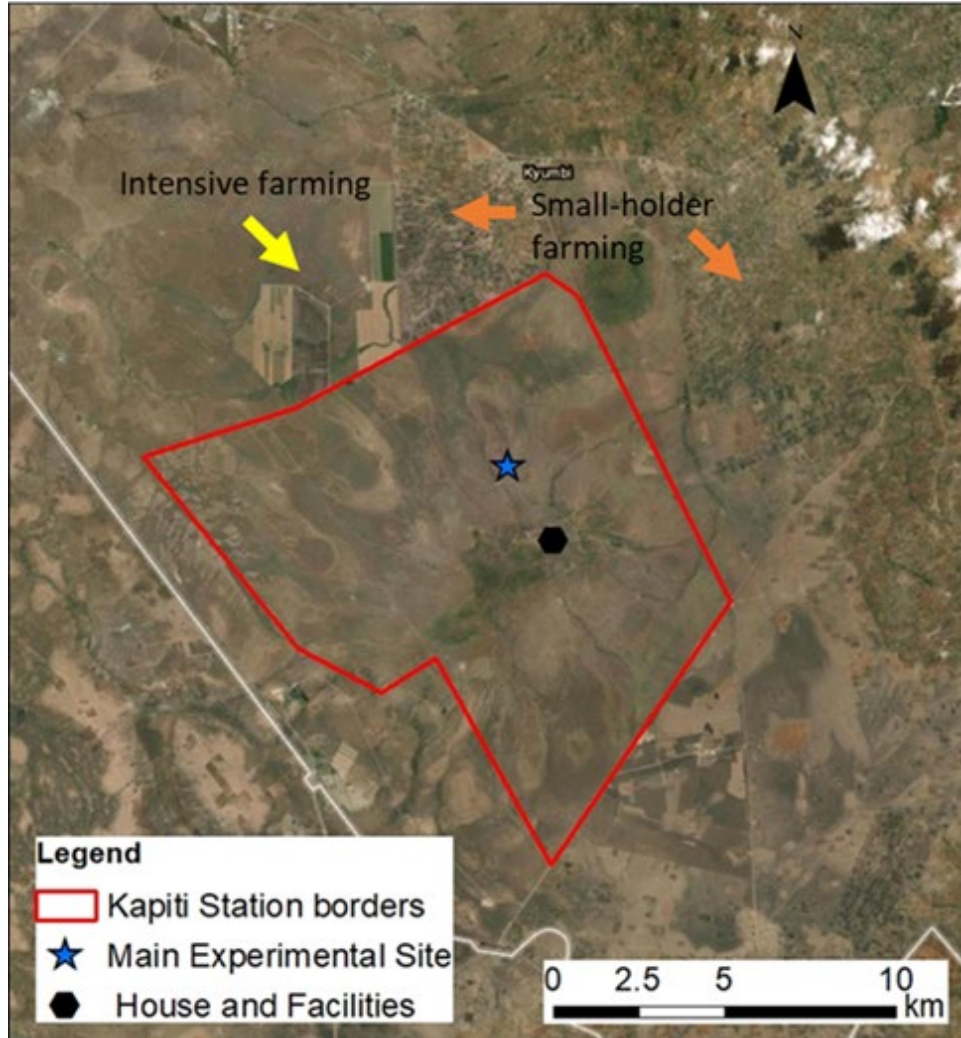 N
Kyumbi
Intensive farming
Small-holder
farming
Legend
Kapiti Station borders
Main Experimental Site
House and Facilities
0 2.5 5 10
km